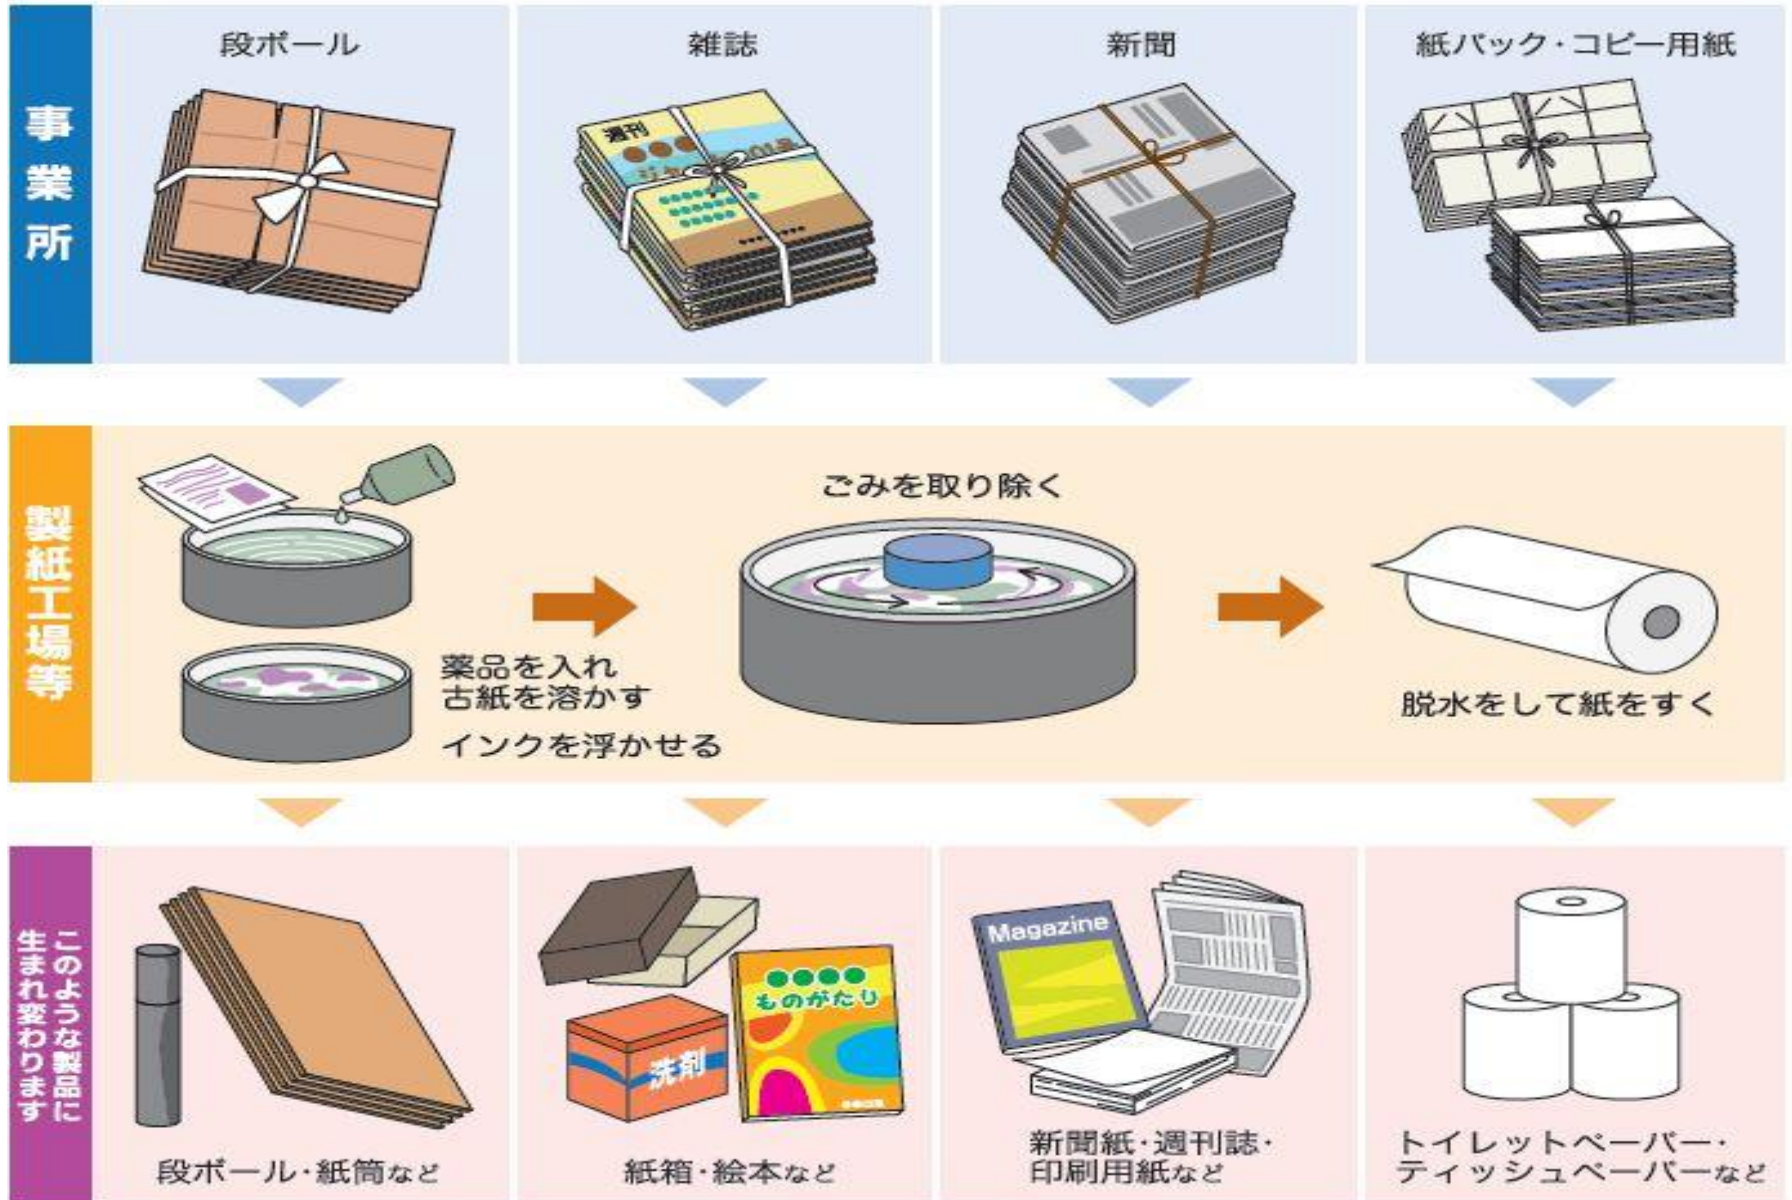 事業所
段ボール
雑誌
新聞
紙パック・コピー用紙
週刊
製紙工場等
薬品を入れ
古紙を溶かす
インクを浮かせる
ごみを取り除く
脱水をして紙をすく
このような製品に
生まれ変わります
段ボール・紙筒など
洗剤
ものがたり
紙箱・絵本など
Magazine
新聞紙・週刊誌・
印刷用紙など
トイレットペーパー・
ティッシュペーパーなど